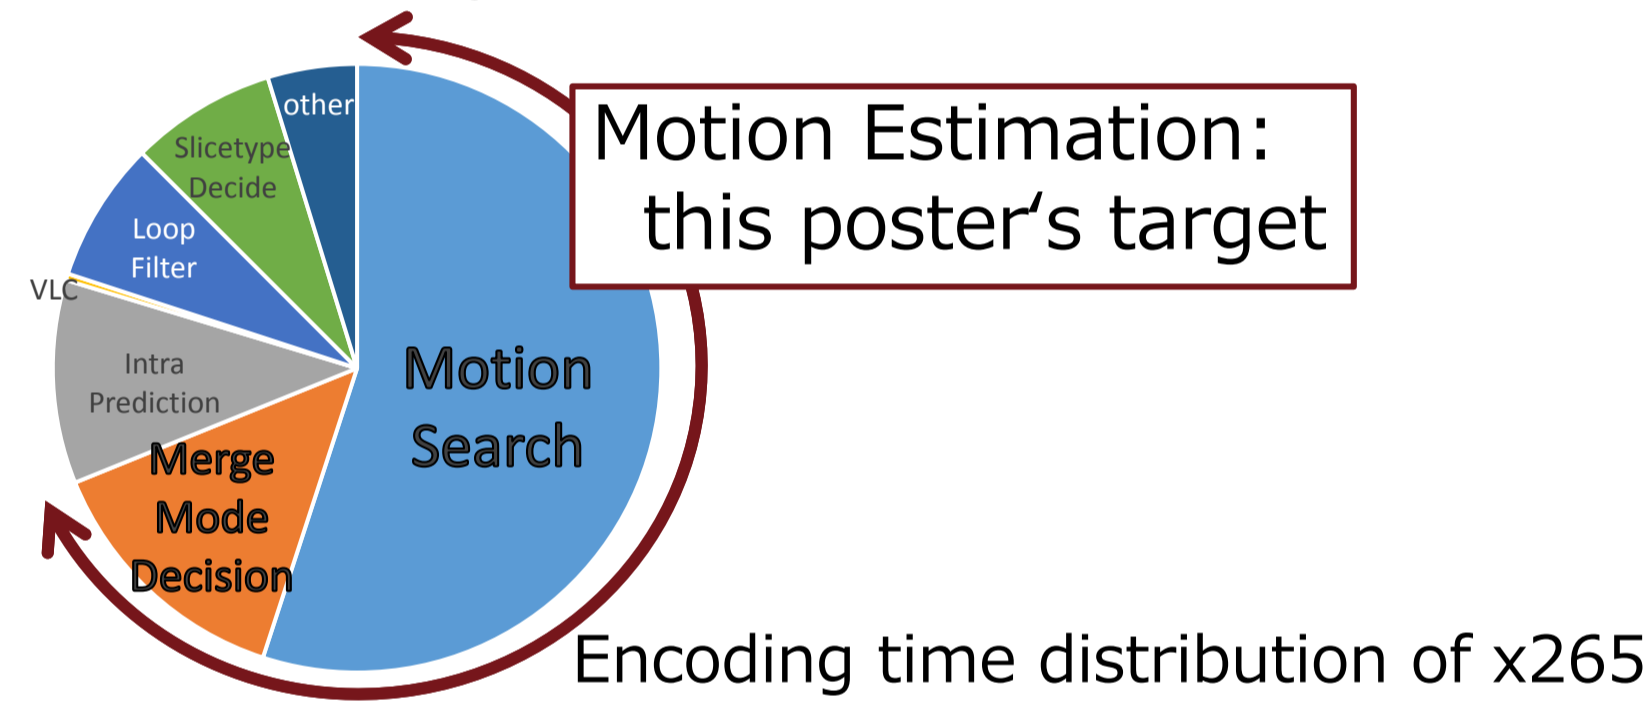 other
Slicetype
Decide
Loop
Filter
VLC
Intra
Prediction
Merge
Mode
Decision
Motion
Search
Motion Estimation:
this poster‘s target
Encoding time distribution of x265